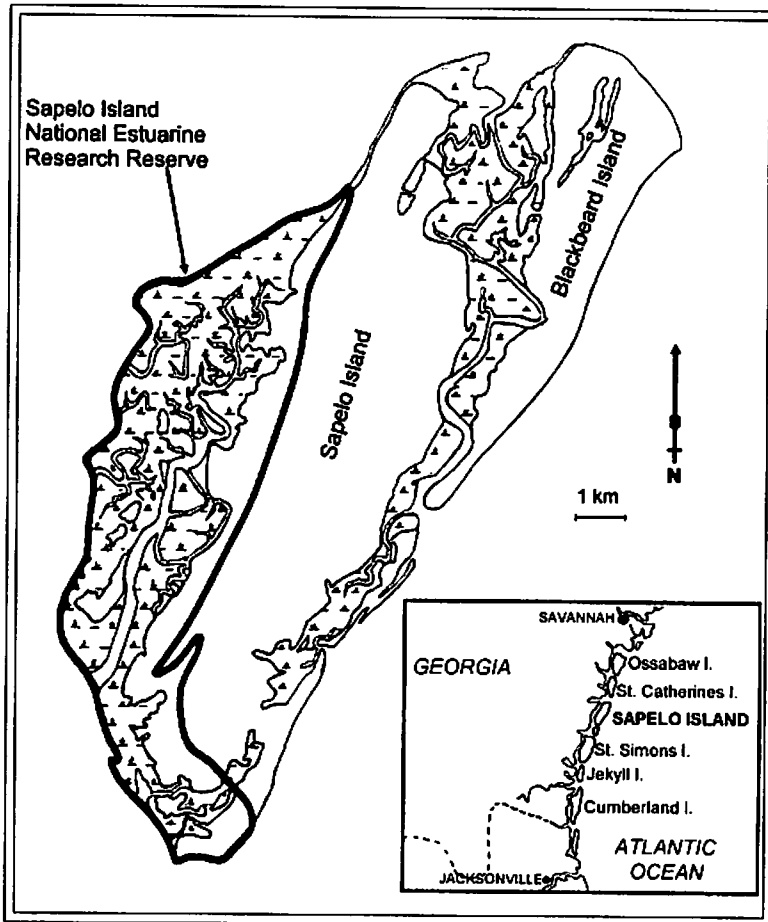 Sapelo Island
National Estuarine
Research Reserve
Blackbeard Island
Sapelo Island
N
1 km
SAVANNAH
GEORGIA
Ossabaw I.
St. Catherines I.
SAPELO ISLAND
St. Simons I.
Jekyll I.
Cumberland I.
ATLANTIC
OCEAN
JACKSONVILLE